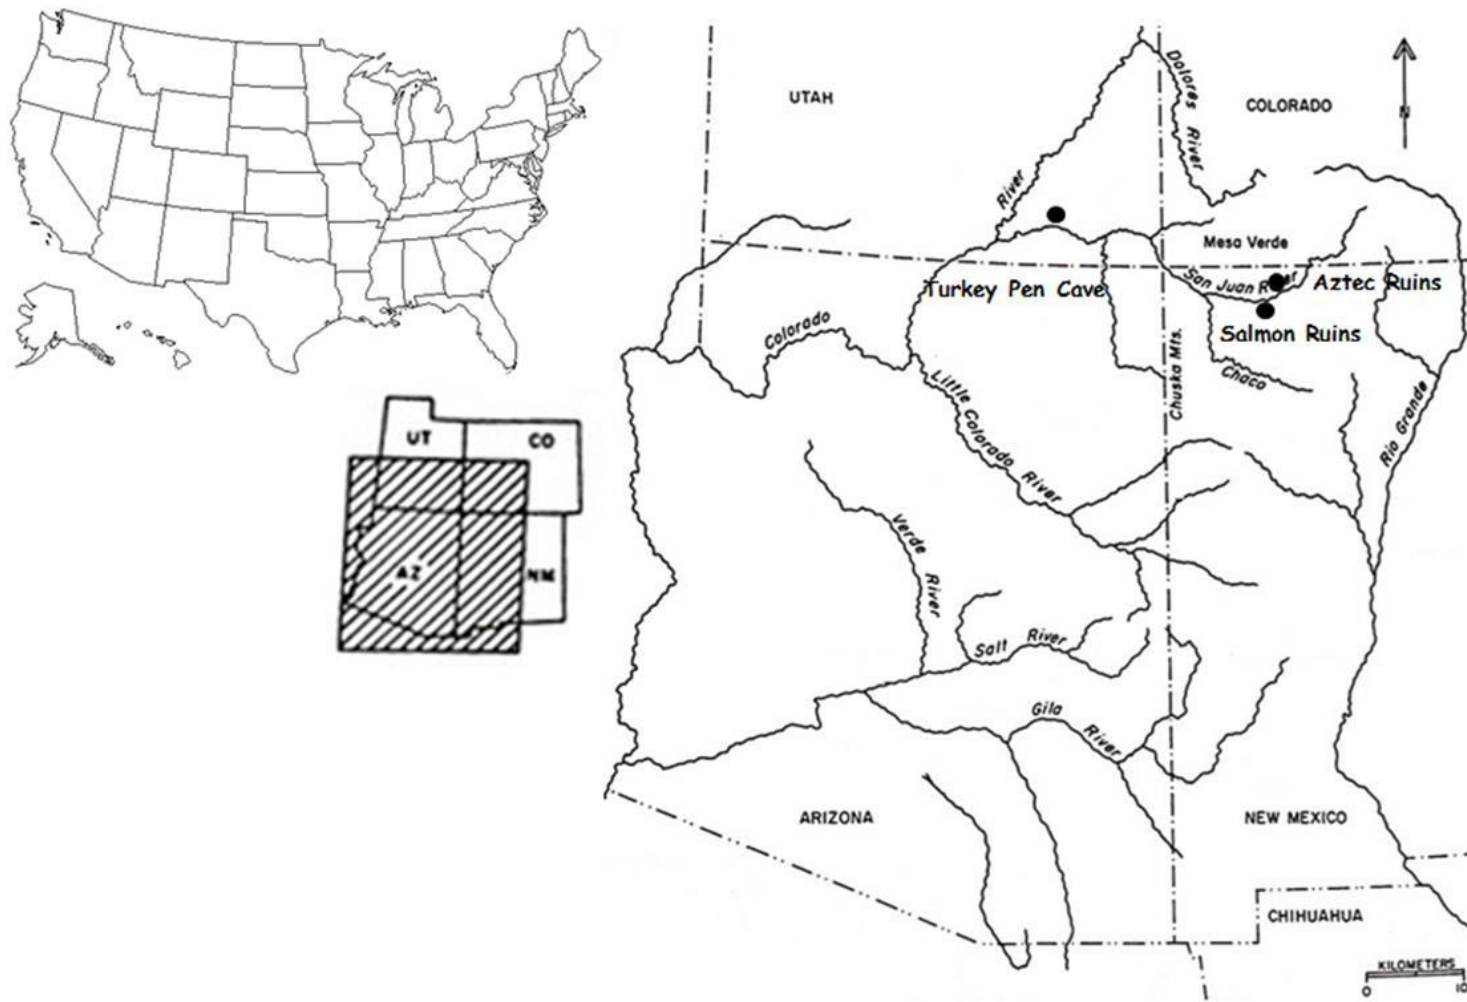 UTAH
COLORADO
N
Dolores River
River
Mesa Verde
San Juan River
Aztec Ruins
Turkey Pen Cave
Salmon Ruins
Colorado
Chuska Mts.
Chaco
Little Colorado River
Rio Grande
UT
CO
AZ
NM
Verde River
Salt River
Gila River
ARIZONA
NEW MEXICO
CHIHUAHUA
KILOMETERS
0